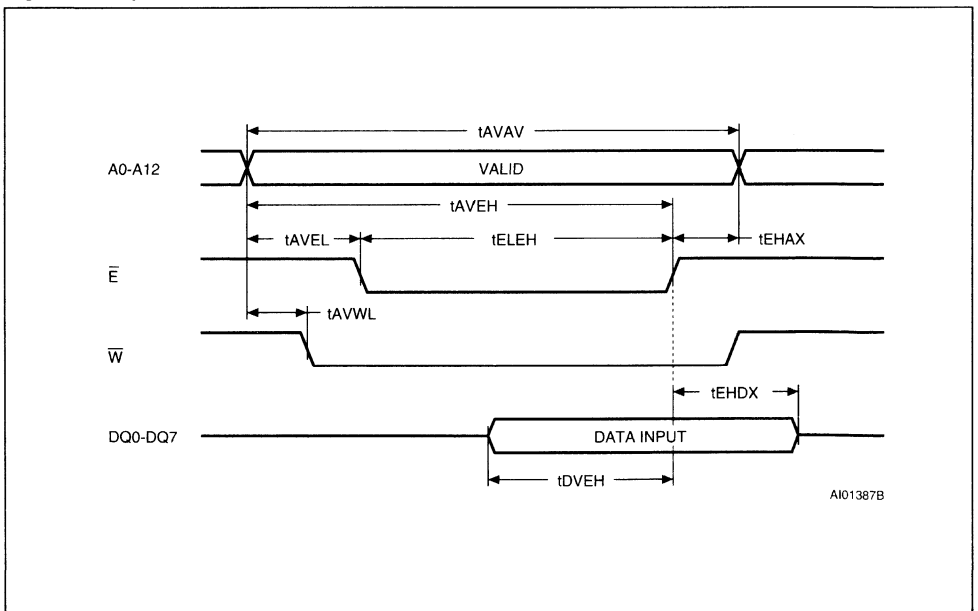 tAVAV
A0-A12
VALID
tAVEH
tAVEL
tELEH
tEHAX
E
tAVWL
W
tEHDX
DQ0-DQ7
DATA INPUT
tDVEH
AI01387B